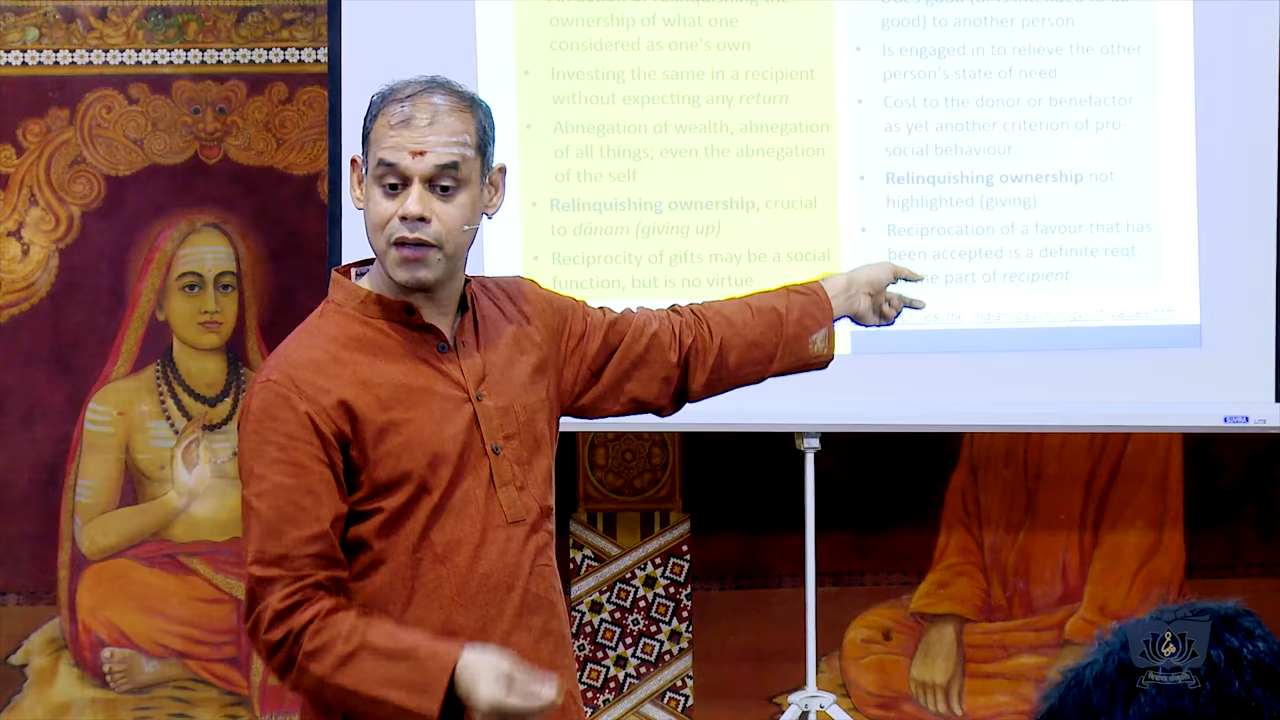 ownership of what one
considered as one's own
• Investing the same in a recipient
without expecting any return
• Abnegation of wealth, abnegation
of all things; even the abnegation
of the self
• Relinquishing ownership, crucial
to dānam (giving up)
• Reciprocity of gifts may be a social
function, but is no virtue
good) to another person
• Is engaged in to relieve the other
person's state of need
• Cost to the donor or benefactor
as yet another criterion of pro-
social behaviour
• Relinquishing ownership not
highlighted (giving)
• Reciprocation of a favour that has
been accepted is a definite reqt.
part of recipient
the Indian psychology of values